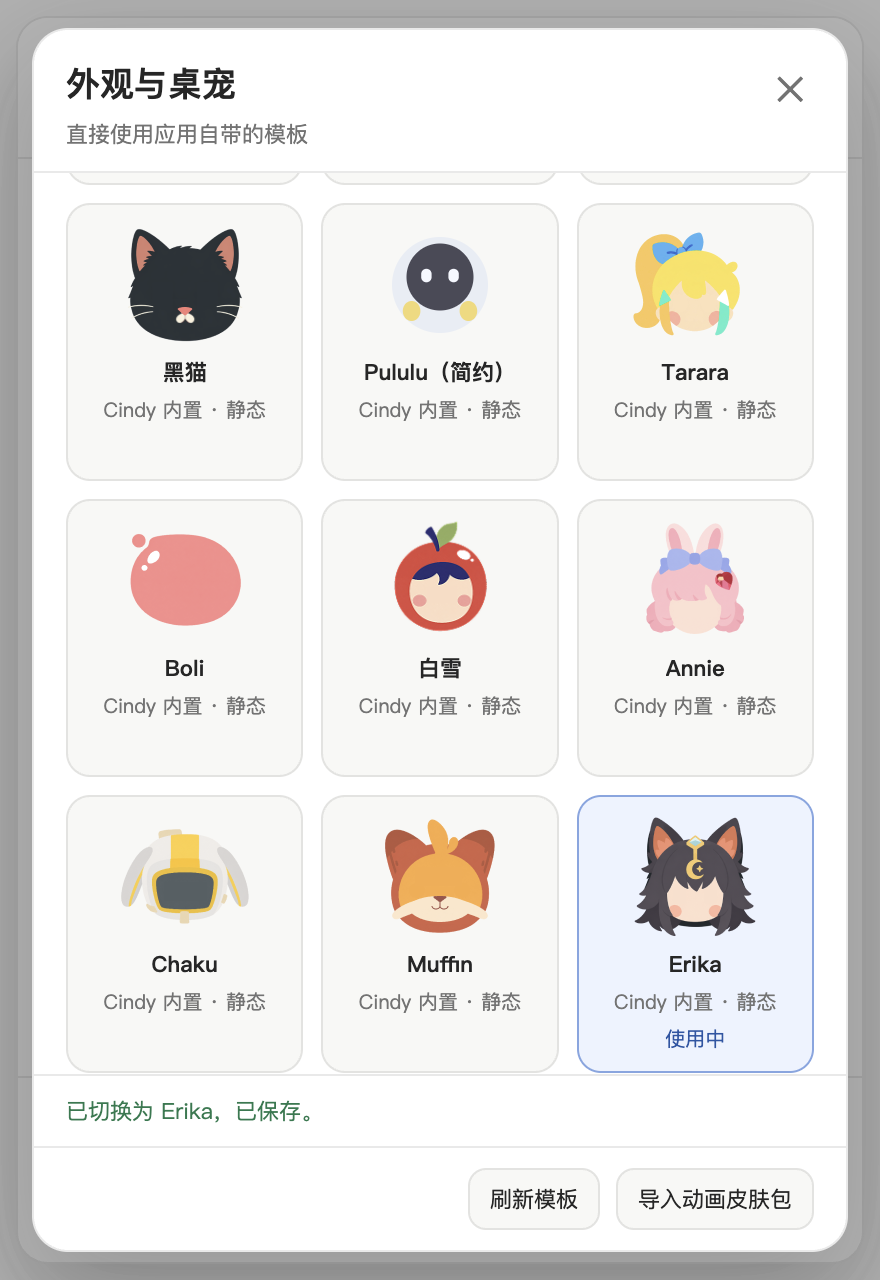 外观与桌宠
直接使用应用自带的模板
黑猫
Cindy 内置 · 静态
Pululu（简约）
Cindy 内置 · 静态
Tarara
Cindy 内置 · 静态
Boli
Cindy 内置 · 静态
白雪
Cindy 内置 · 静态
Annie
Cindy 内置 · 静态
Chaku
Cindy 内置 · 静态
Muffin
Cindy 内置 · 静态
Erika
Cindy 内置 · 静态
使用中
已切换为 Erika，已保存。
刷新模板
导入动画皮肤包